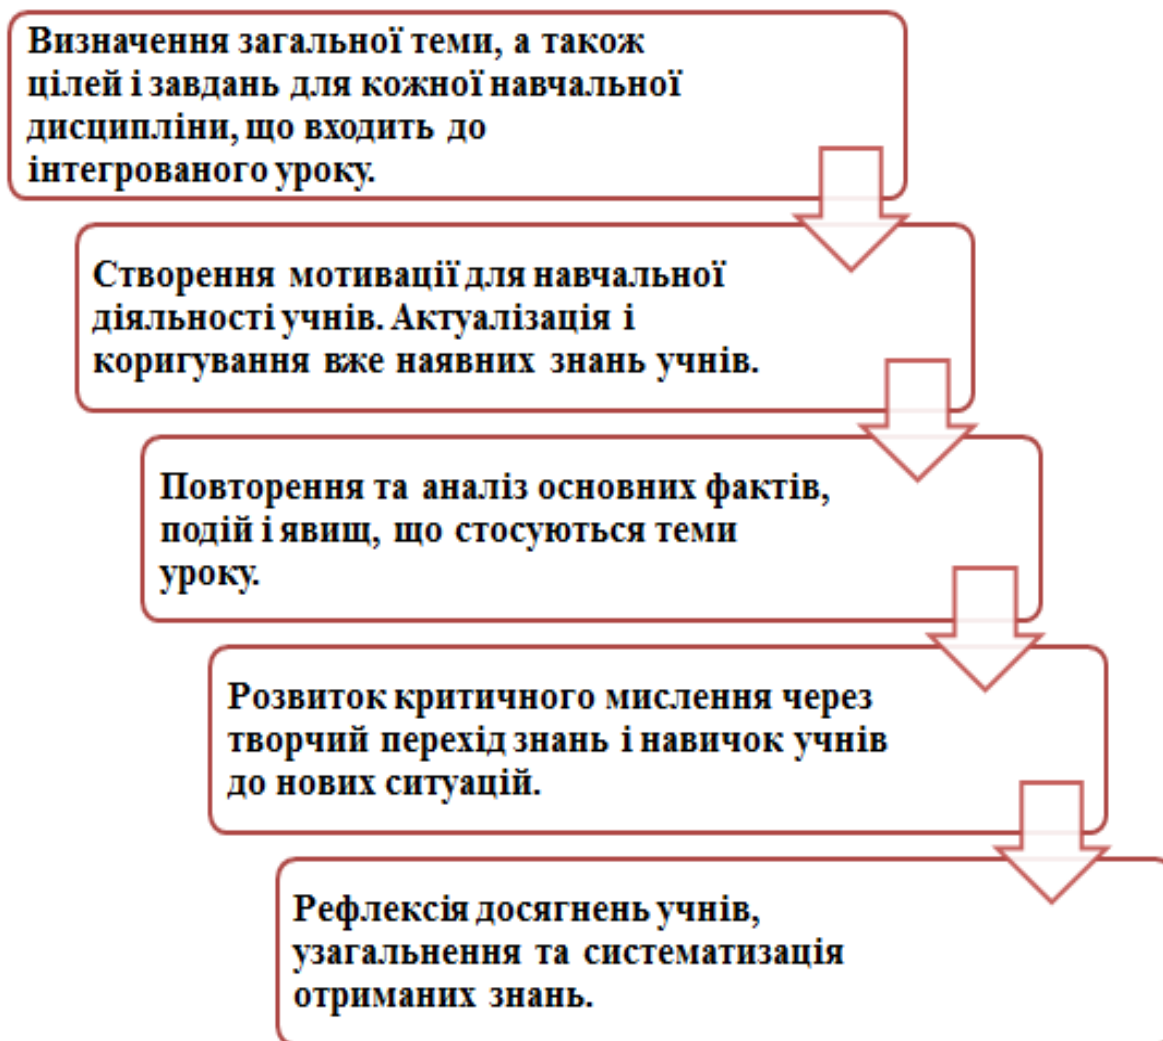 Визначення загальної теми, а також
цілей і завдань для кожної навчальної
дисципліни, що входить до
інтегрованого уроку.
Створення мотивації для навчальної
діяльності учнів. Актуалізація і
коригування вже наявних знань учнів.
Повторення та аналіз основних фактів,
подій і явищ, що стосуються теми
уроку.
Розвиток критичного мислення через
творчий перехід знань і навичок учнів
до нових ситуацій.
Рефлексія досягнень учнів,
узагальнення та систематизація
отриманих знань.